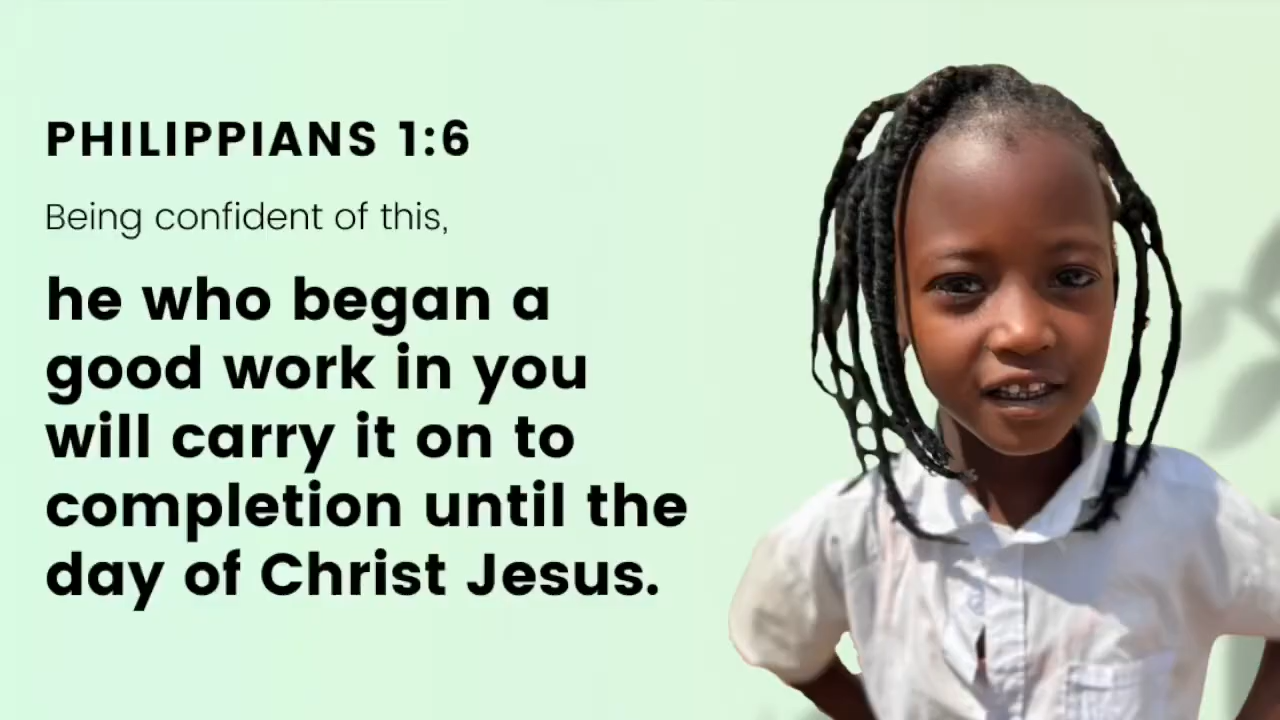 PHILIPPIANS 1:6
Being confident of this,
he who began a
good work in you
will carry it on to
completion until the
day of Christ Jesus.